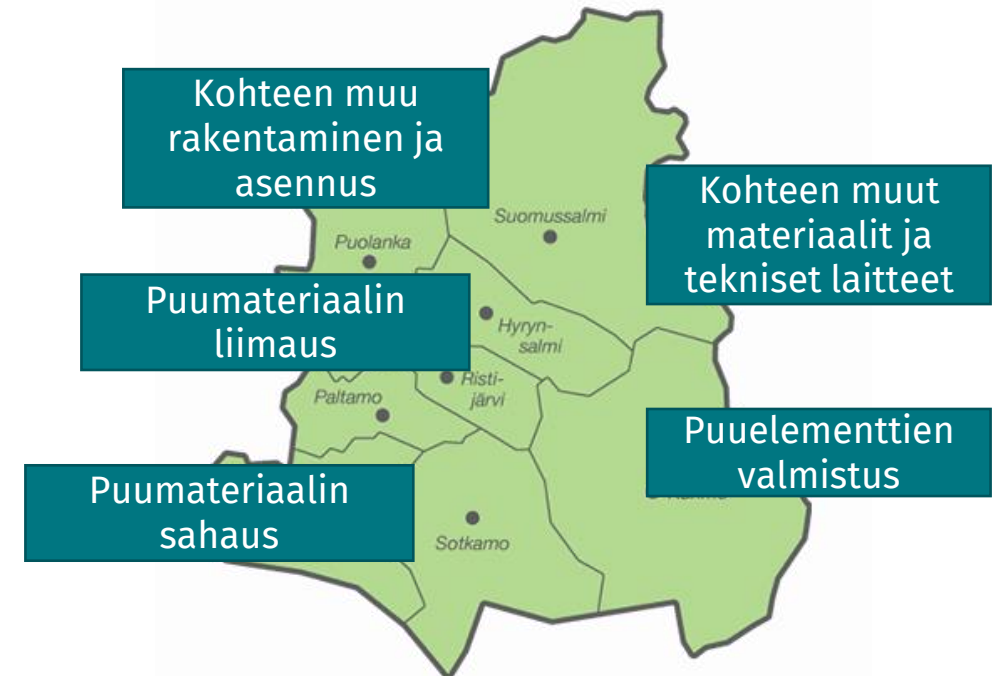 Kohteen muu
rakentaminen ja
asennus
Kohteen muut
materiaalit ja
tekniset laitteet
Suomussalmi
Puolanka
Puumateriaalin
liimaus
Hyryn-
salmi
Risti-
järvi
Paltamo
Puuelementtien
valmistus
Puumateriaalin
sahaus
Sotkamo